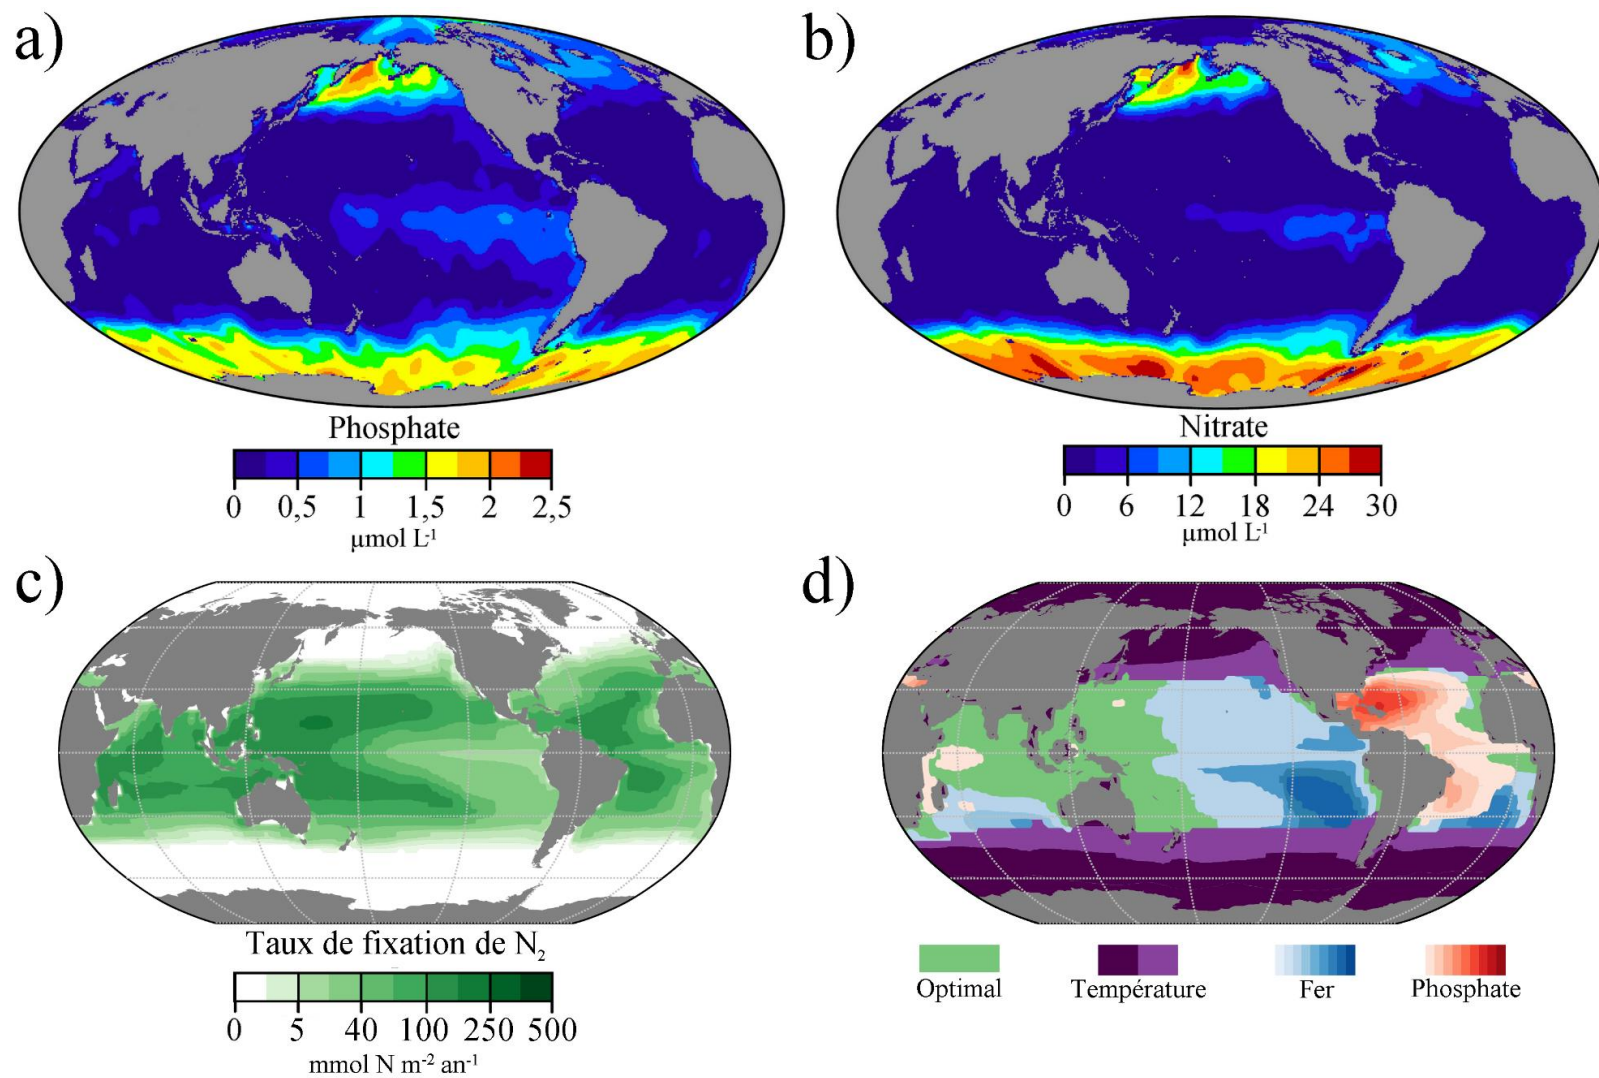 a)
b)
Phosphate
0 0,5 1 1,5 2 2,5
µmol L⁻¹
Nitrate
0 6 12 18 24 30
µmol L⁻¹
c)
d)
Taux de fixation de N₂
0 5 40 100 250 500
mmol N m⁻² an⁻¹
Optimal
Température
Fer
Phosphate